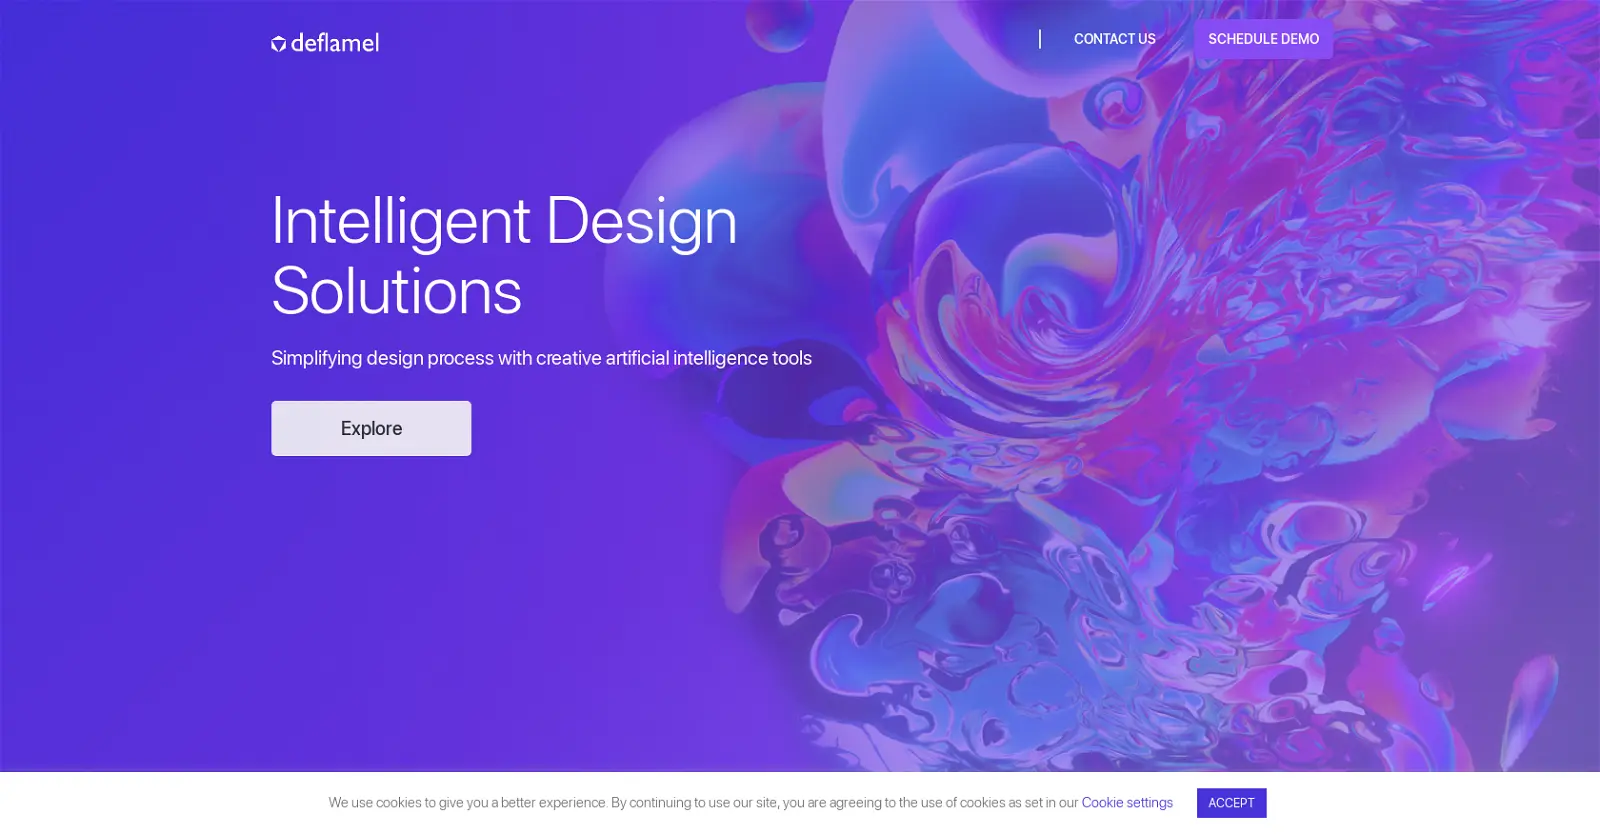 deflamel
CONTACT US
SCHEDULE DEMO
Intelligent Design
Solutions
Simplifying design process with creative artificial intelligence tools
Explore
We use cookies to give you a better experience. By continuing to use our site, you are agreeing to the use of cookies as set in our Cookie settings
ACCEPT